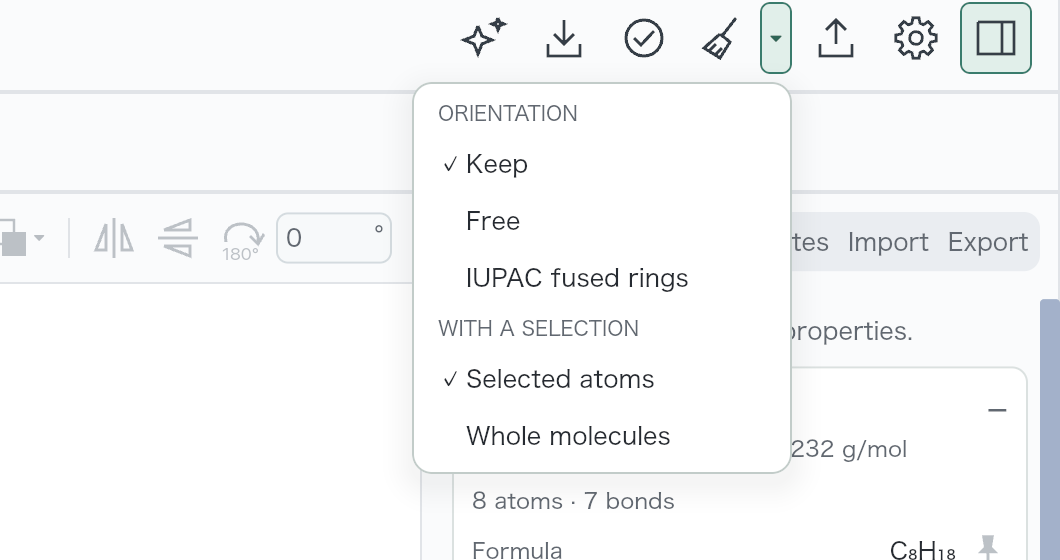 ORIENTATION
✓ Keep
Free
IUPAC fused rings
WITH A SELECTION
✓ Selected atoms
Whole molecules
180°
0 °
Import Export
properties.
232 g/mol
8 atoms · 7 bonds
Formula C₈H₁₈